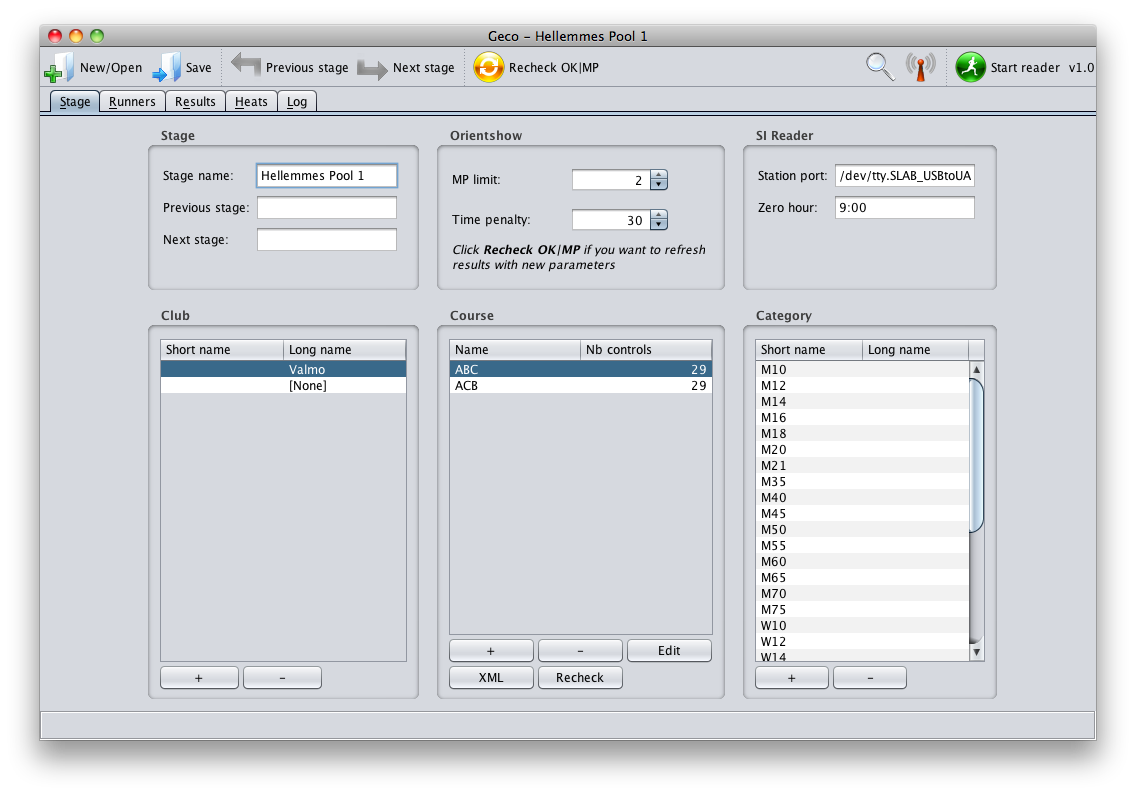 Geco – Hellemmes Pool 1
New/Open Save Previous stage Next stage Recheck OK|MP Start reader v1.0
Stage Runners Results Heats Log
Stage
Stage name: Hellemmes Pool 1
Previous stage:
Next stage:
Orientshow
MP limit: 2
Time penalty: 30
Click Recheck OK|MP if you want to refresh
results with new parameters
SI Reader
Station port: /dev/tty.SLAB_USBtoUA
Zero hour: 9:00
Club
Short name Long name
Valmo
[None]
+ –
Course
Name Nb controls
ABC 29
ACB 29
+ – Edit
XML Recheck
Category
Short name Long name
M10
M12
M14
M16
M18
M20
M21
M35
M40
M45
M50
M55
M60
M65
M70
M75
W10
W12
W14
+ –